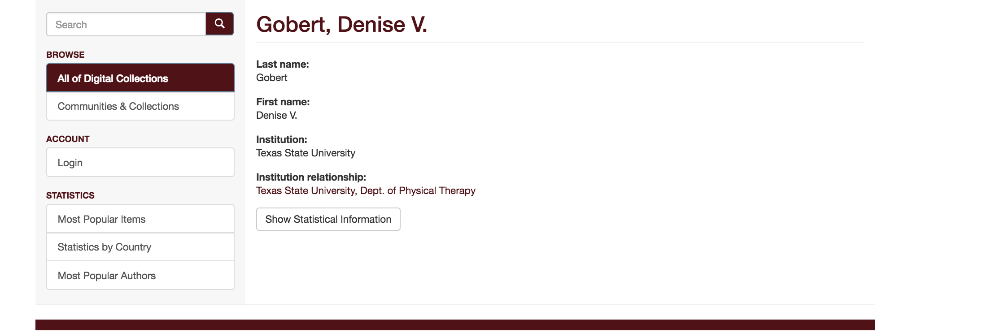 Search
BROWSE
All of Digital Collections
Communities & Collections
ACCOUNT
Login
STATISTICS
Most Popular Items
Statistics by Country
Most Popular Authors
Gobert, Denise V.
Last name:
Gobert
First name:
Denise V.
Institution:
Texas State University
Institution relationship:
Texas State University, Dept. of Physical Therapy
Show Statistical Information